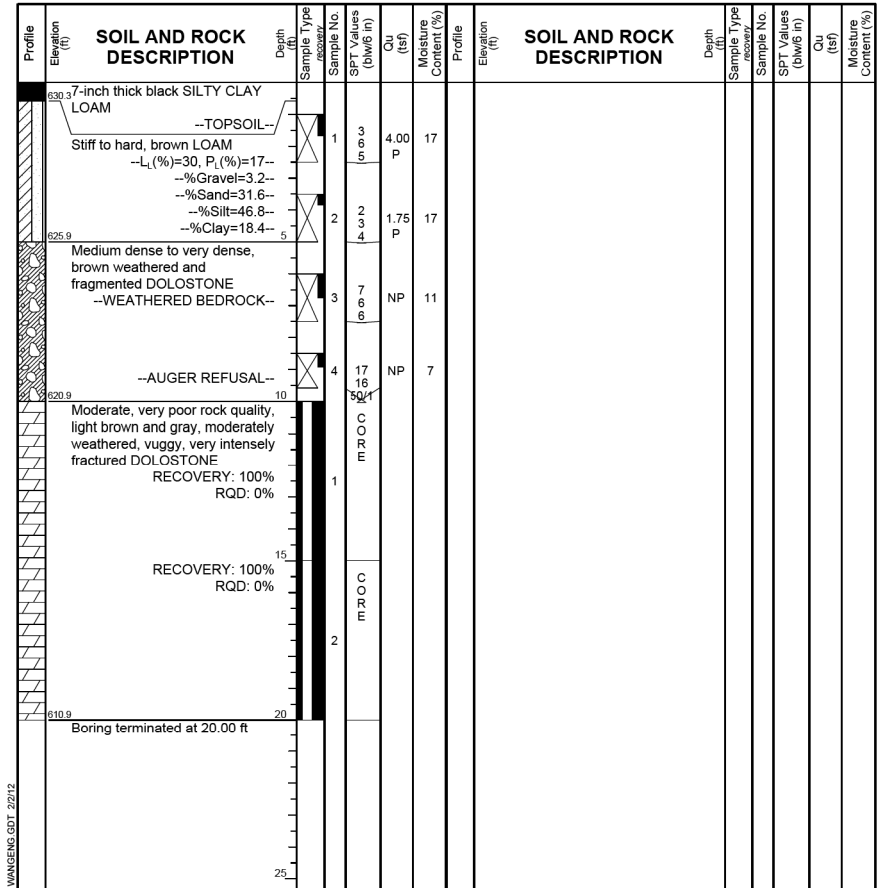 Profile
Elevation (ft)
SOIL AND ROCK DESCRIPTION
Depth (ft)
Sample Type
recovery
Sample No.
SPT Values (blw/6 in)
Qu (tsf)
Moisture Content (%)
Profile
Elevation (ft)
SOIL AND ROCK DESCRIPTION
Depth (ft)
Sample Type
recovery
Sample No.
SPT Values (blw/6 in)
Qu (tsf)
Moisture Content (%)
630.3 7-inch thick black SILTY CLAY
LOAM
--TOPSOIL--
Stiff to hard, brown LOAM
--LL(%)=30, PL(%)=17--
--%Gravel=3.2--
--%Sand=31.6--
--%Silt=46.8--
--%Clay=18.4--
1
3
6
5
4.00
P
17
2
2
3
4
1.75
P
17
625.9
5
Medium dense to very dense,
brown weathered and
fragmented DOLOSTONE
--WEATHERED BEDROCK--
3
7
6
6
NP
11
--AUGER REFUSAL--
4
17
16
50/1
NP
7
620.9
10
Moderate, very poor rock quality,
light brown and gray, moderately
weathered, vuggy, very intensely
fractured DOLOSTONE
RECOVERY: 100%
RQD: 0%
1
C
O
R
E
15
RECOVERY: 100%
RQD: 0%
2
C
O
R
E
610.9
20
Boring terminated at 20.00 ft
25
WANGENG.GDT 2/2/12